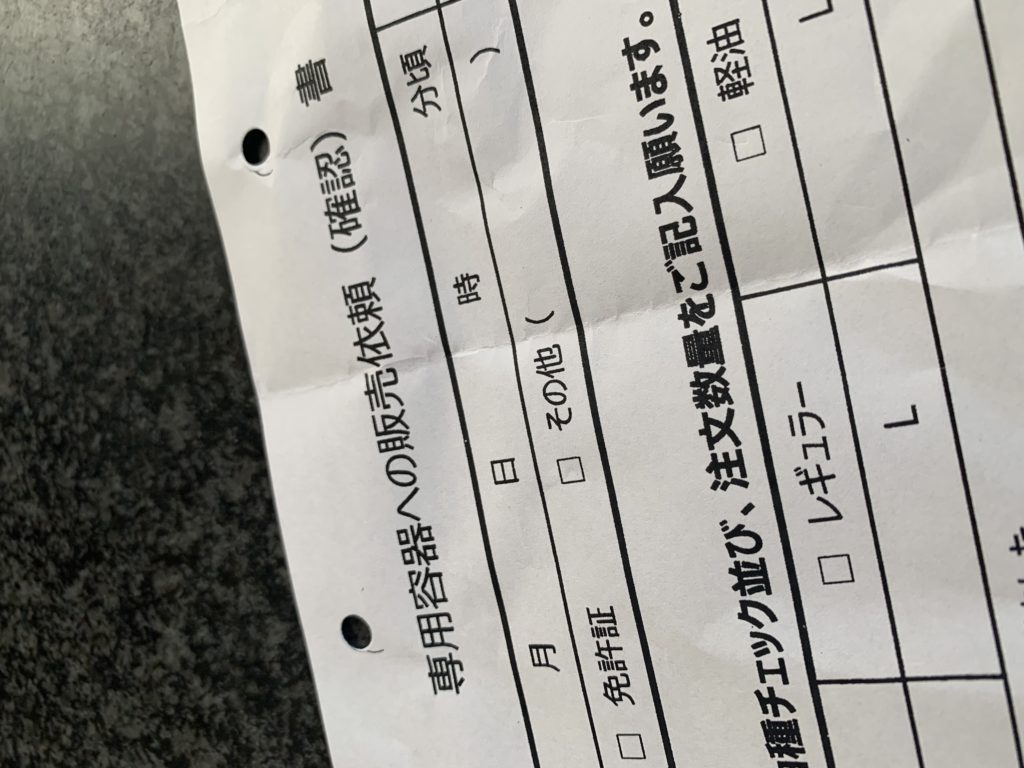 専用容器への販売依頼（確認）書
月 日 時 分頃
□ 免許証 □ その他（ ）
種チェック並び、注文数量をご記入願います。
□ レギュラー □ 軽油
L L